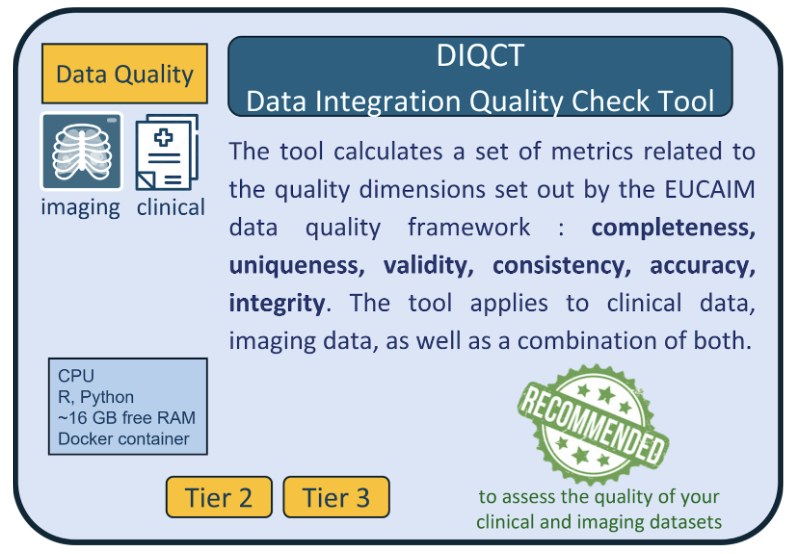 Data Quality
imaging
clinical
DIQCT
Data Integration Quality Check Tool
The tool calculates a set of metrics related to
the quality dimensions set out by the EUCAIM
data quality framework : completeness,
uniqueness, validity, consistency, accuracy,
integrity. The tool applies to clinical data,
imaging data, as well as a combination of both.
CPU
R, Python
~16 GB free RAM
Docker container
RECOMMENDED
Tier 2
Tier 3
to assess the quality of your
clinical and imaging datasets